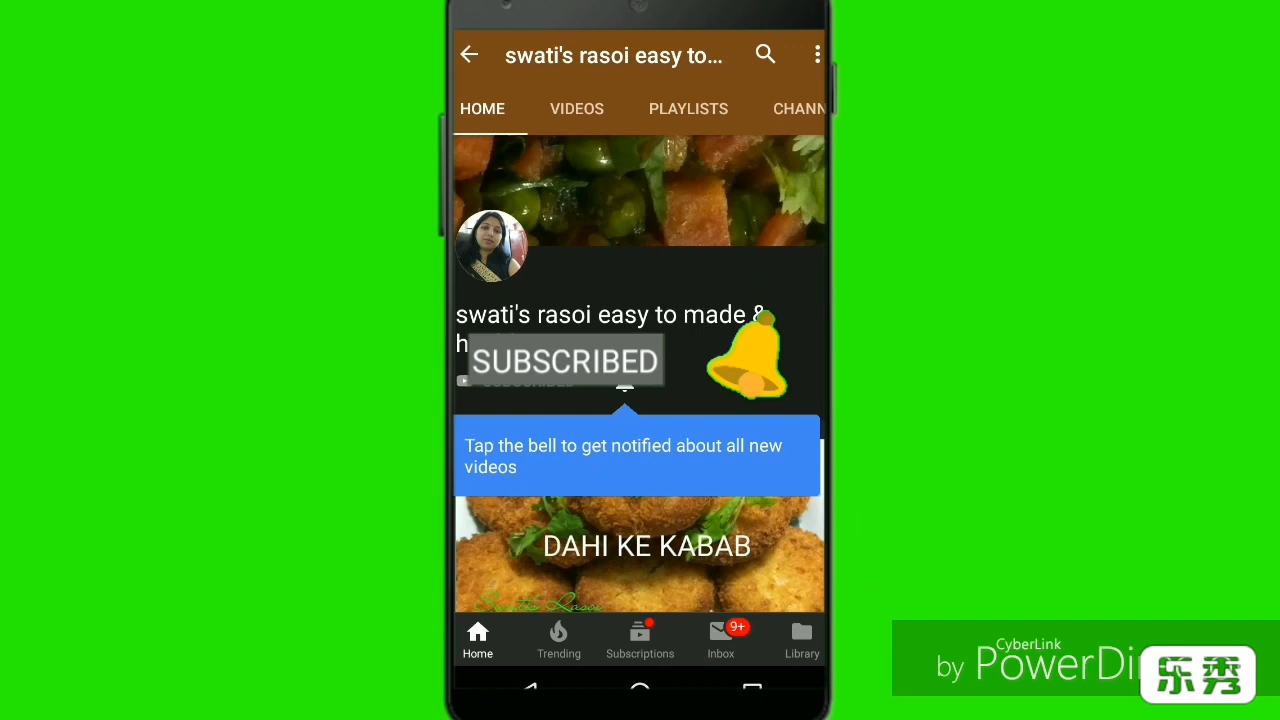 swati's rasoi easy to...
HOME VIDEOS PLAYLISTS CHANN
swati's rasoi easy to made &
h
SUBSCRIBED
Tap the bell to get notified about all new
videos
DAHI KE KABAB
Swati's Rasoi
9+
Home Trending Subscriptions Inbox Library
CyberLink
by PowerDi
乐秀